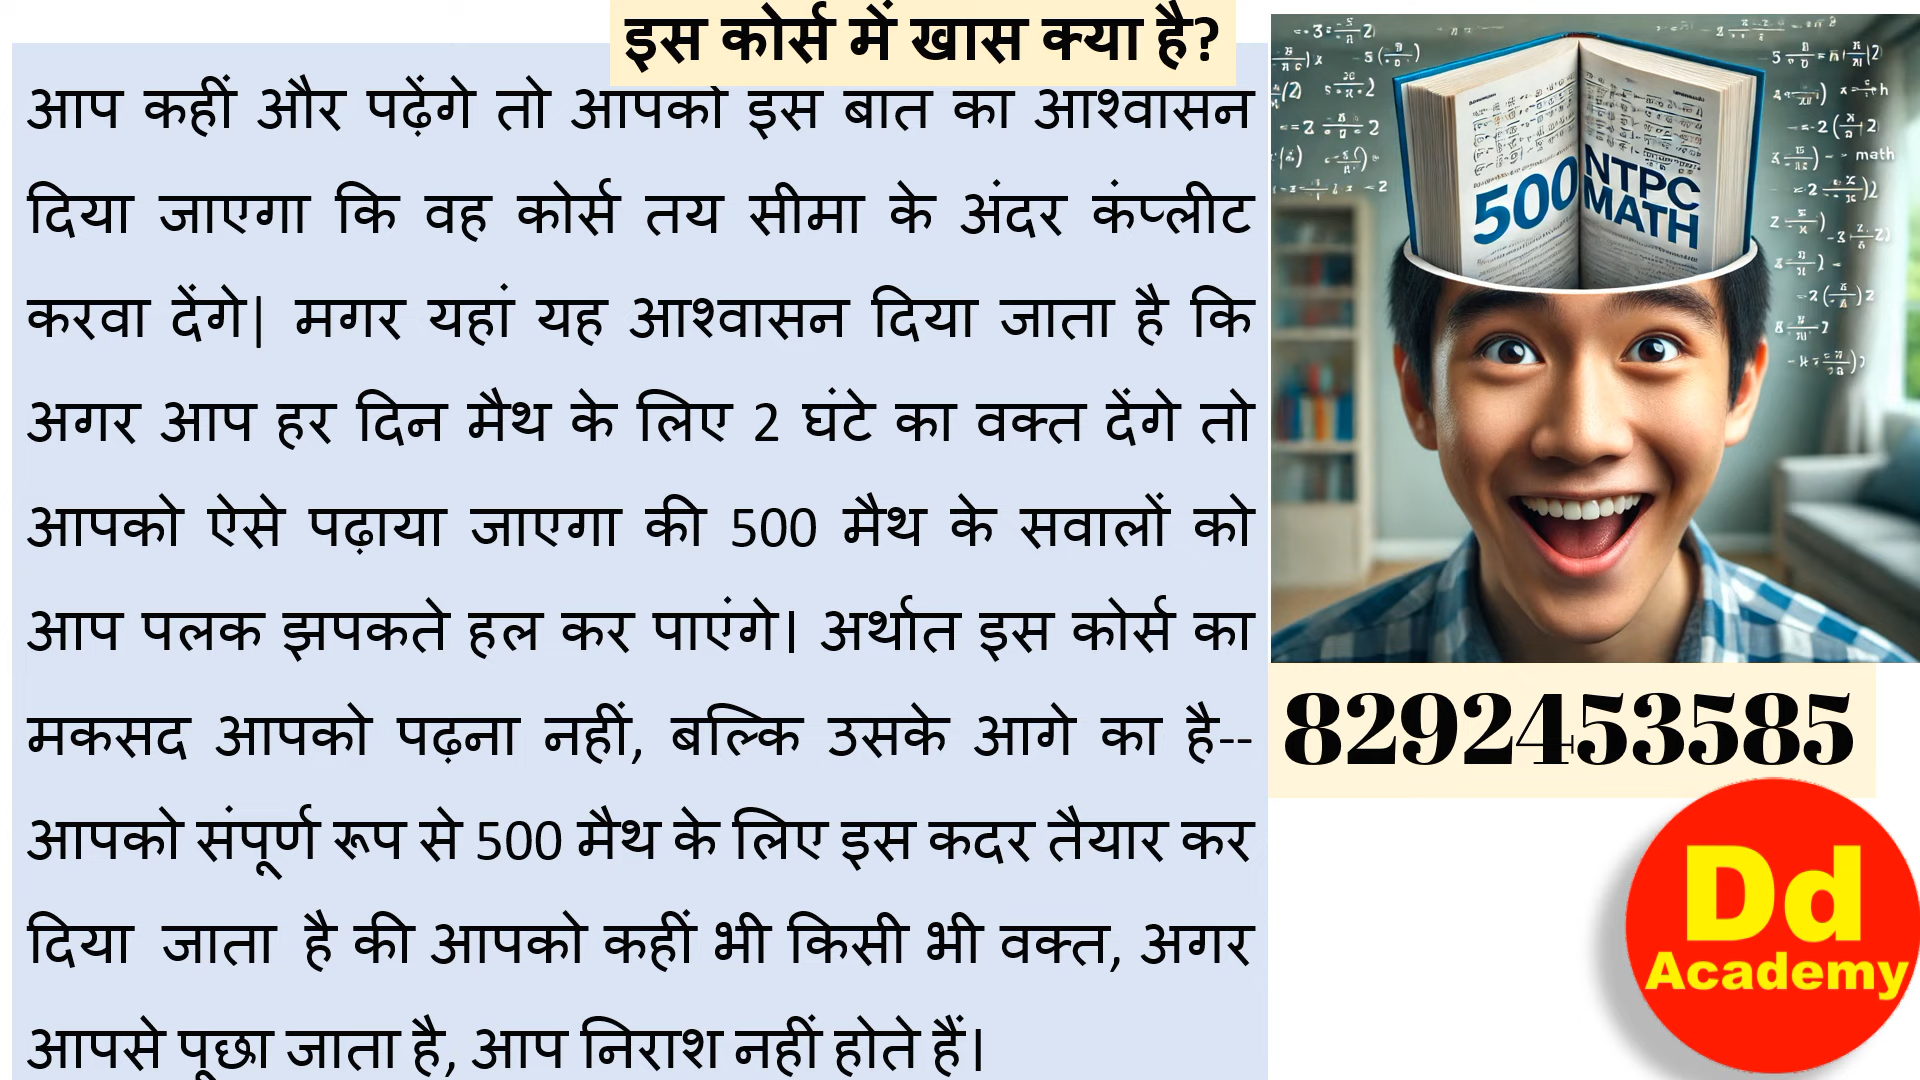 इस कोर्स में खास क्या है?
आप कहीं और पढ़ेंगे तो आपको इस बात का आश्वासन
दिया जाएगा कि वह कोर्स तय सीमा के अंदर कंप्लीट
करवा देंगे| मगर यहां यह आश्वासन दिया जाता है कि
अगर आप हर दिन मैथ के लिए 2 घंटे का वक्त देंगे तो
आपको ऐसे पढ़ाया जाएगा की 500 मैथ के सवालों को
आप पलक झपकते हल कर पाएंगे। अर्थात इस कोर्स का
मकसद आपको पढ़ना नहीं, बल्कि उसके आगे का है--
आपको संपूर्ण रूप से 500 मैथ के लिए इस कदर तैयार कर
दिया जाता है की आपको कहीं भी किसी भी वक्त, अगर
आपसे पूछा जाता है, आप निराश नहीं होते हैं।
500
NTPC
MATH
math
8292453585
Dd
Academy